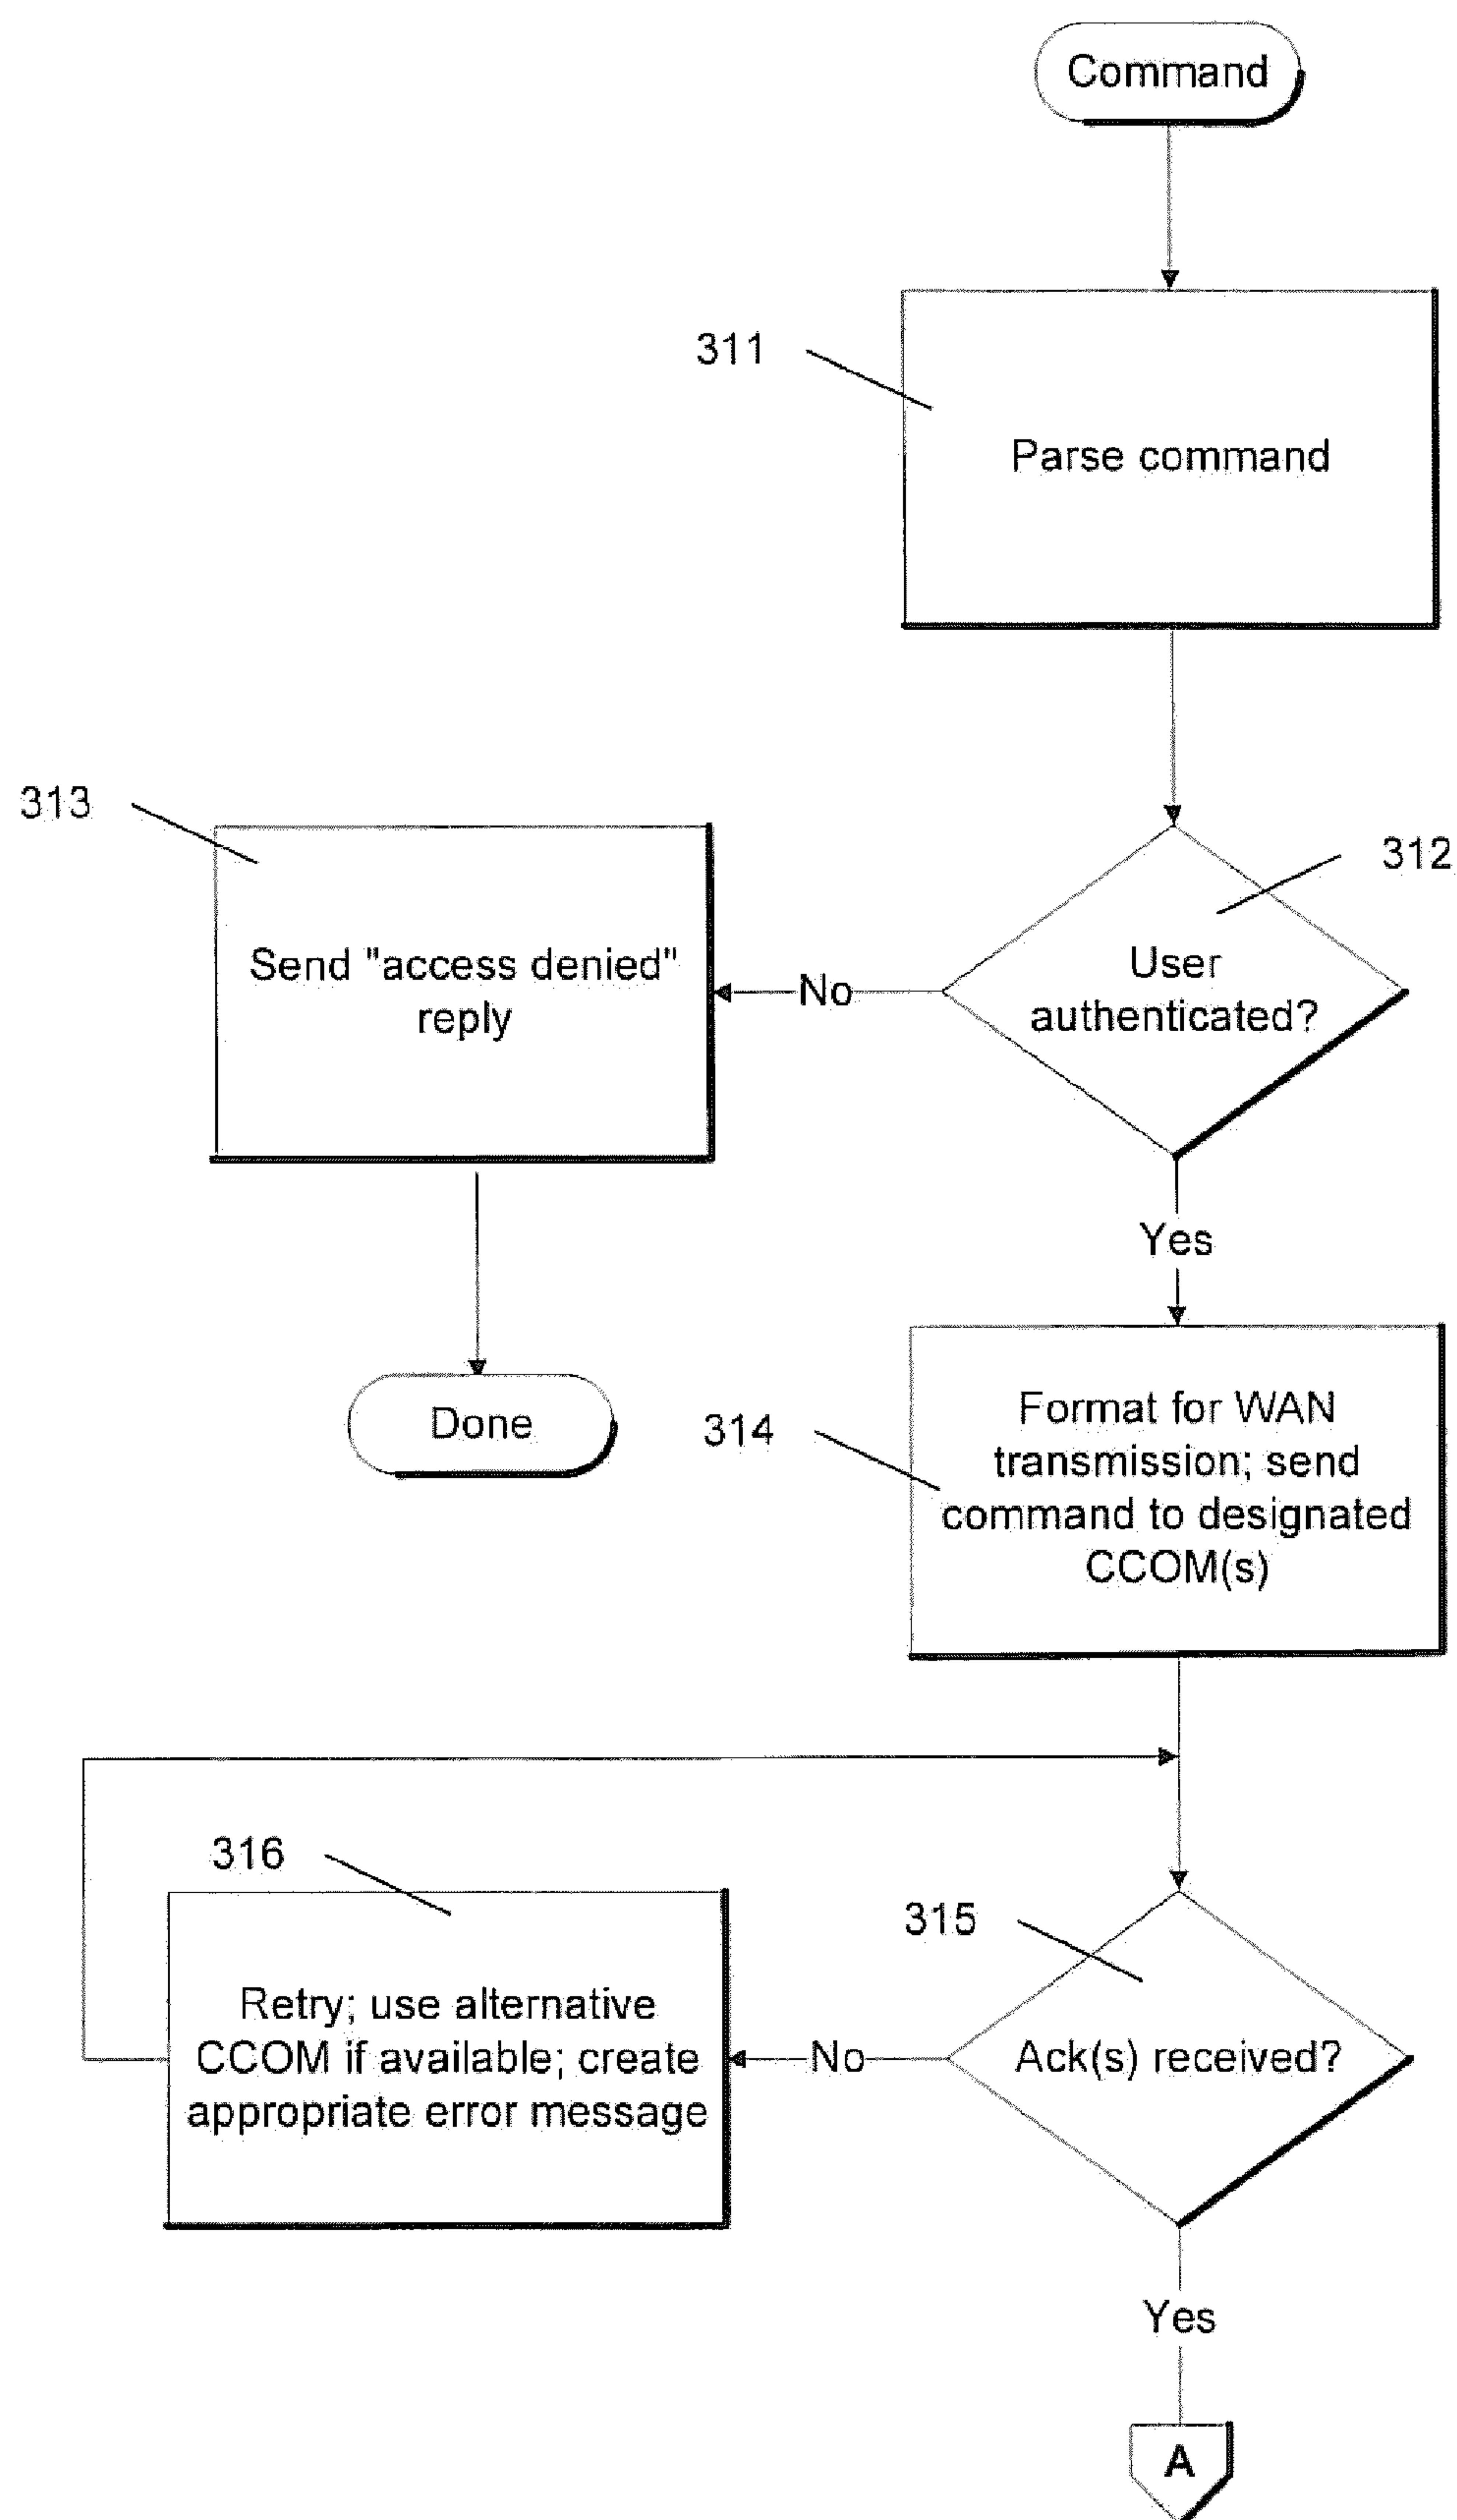 Command
311
Parse command
313
312
Send "access denied"
reply
No
User
authenticated?
Yes
Done
314
Format for WAN
transmission; send
command to designated
CCOM(s)
316
315
Retry; use alternative
CCOM if available; create
appropriate error message
No
Ack(s) received?
Yes
A